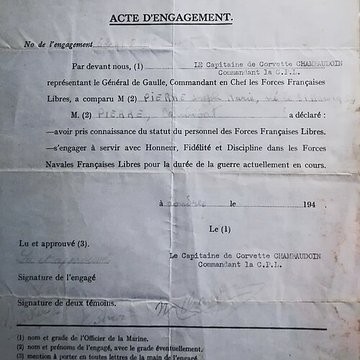 ACTE D'ENGAGEMENT.
No de l'engagement
Par devant nous, (1) LE Capitaine de Corvette CHAMPAUDOIN
Commandant la C.P.L.
représentant le Général de Gaulle, Commandant en Chef les Forces Françaises
Libres, a comparu M (2) PIERRE
M. (2) PIERRE, a déclaré :
—avoir pris connaissance du statut du personnel des Forces Françaises Libres.
—s'engager à servir avec Honneur, Fidélité et Discipline dans les Forces
Navales Françaises Libres pour la durée de la guerre actuellement en cours.
à Londres le 194
Lu et approuvé (3). Le (1)
Le Capitaine de Corvette CHAMPAUDOIN
Commandant la C.P.L.
Signature de l'engagé
Signature de deux témoins.
(1) nom et grade de l'Officier de la Marine.
(2) nom et prénoms de l'engagé, avec le grade éventuellement.
(3) mention à porter en toutes lettres de la main de l'engagé.